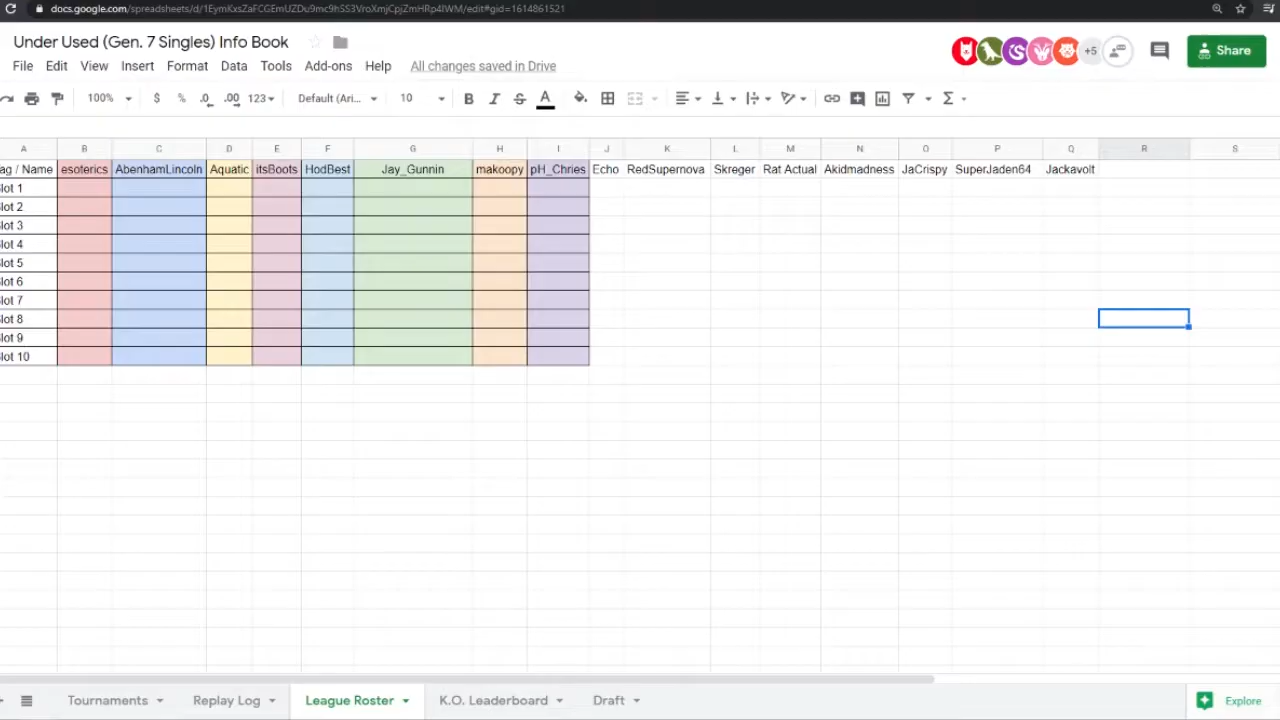 docs.google.com/spreadsheets/d/1EymKxsZaFCGEmUZDu9mc9hSS3VroXmjCpjZmHRp4IWM/edit#gid=1614861521
Under Used (Gen. 7 Singles) Info Book
File Edit View Insert Format Data Tools Add-ons Help All changes saved in Drive
+5
Share
100% $ % .0 .00 123 Default (Ari... 10 B I S A Σ
A B C D E F G H I J K L M N O P Q R S
ag / Name esoterics AbenhamLincoln Aquatic itsBoots HodBest Jay_Gunnin makoopy pH_Chries Echo RedSupernova Skreger Rat Actual Akidmadness JaCrispy SuperJaden64 Jackavolt
lot 1
lot 2
lot 3
lot 4
lot 5
lot 6
lot 7
lot 8
lot 9
lot 10
Tournaments Replay Log League Roster K.O. Leaderboard Draft Explore